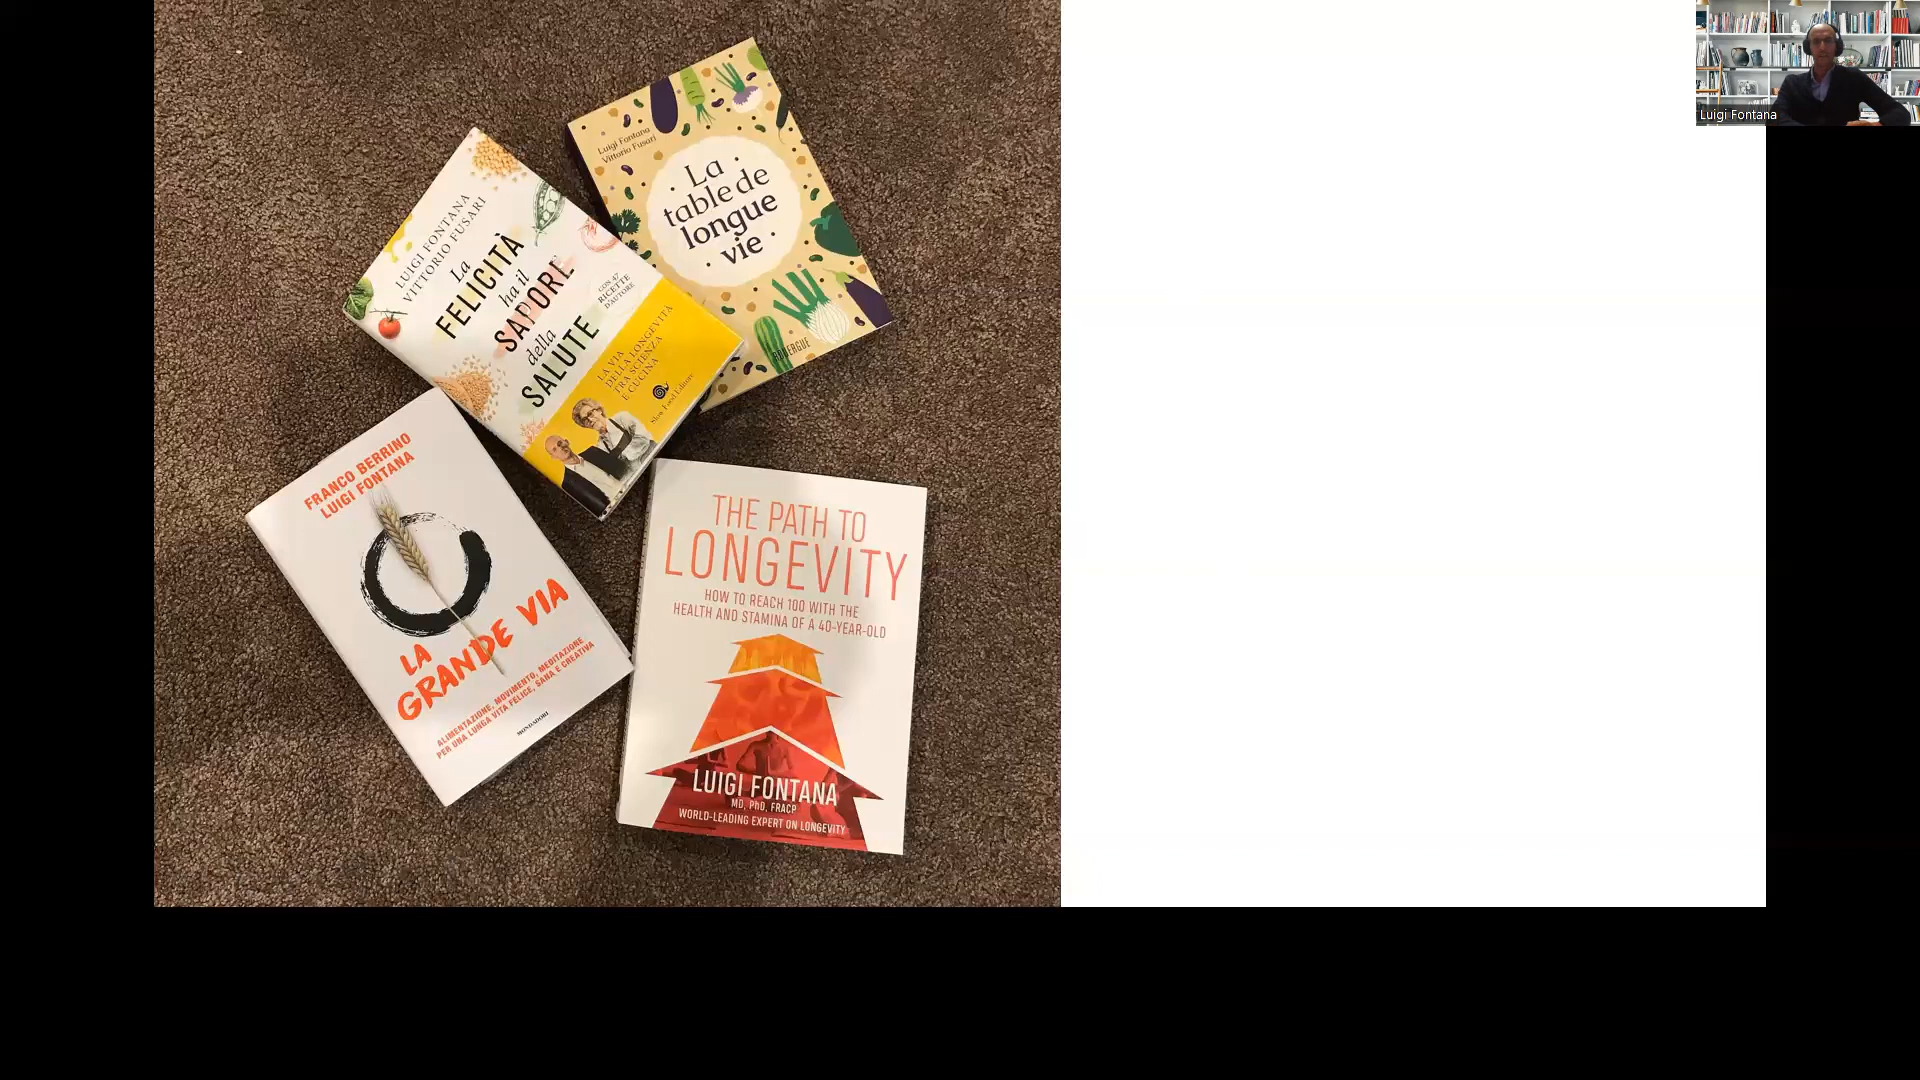 Luigi Fontana
Vittorio Fusari
La
table de
longue
vie
ROUERGUE
LUIGI FONTANA
VITTORIO FUSARI
La
FELICITÀ
ha il
SAPORE
della
SALUTE
CON 47
RICETTE
D'AUTORE
LA VIA
DELLA LONGEVITÀ
TRA SCIENZA
E CUCINA
Slow Food Editore
FRANCO BERRINO
LUIGI FONTANA
LA
GRANDE VIA
ALIMENTAZIONE, MOVIMENTO, MEDITAZIONE
PER UNA LUNGA VITA FELICE, SANA E CREATIVA
MONDADORI
THE PATH TO
LONGEVITY
HOW TO REACH 100 WITH THE
HEALTH AND STAMINA OF A 40-YEAR-OLD
LUIGI FONTANA
MD, PhD, FRACP
WORLD-LEADING EXPERT ON LONGEVITY
Luigi Fontana